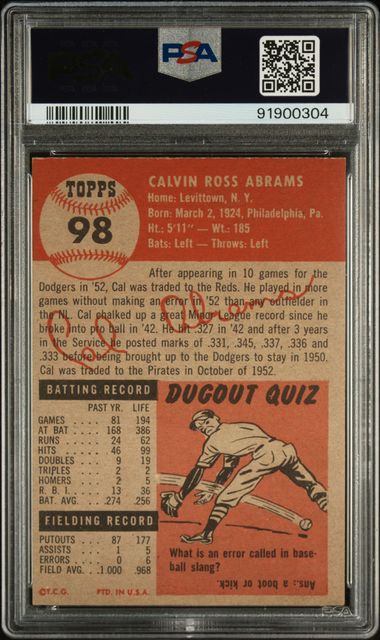 PSA
91900304
TOPPS
98
CALVIN ROSS ABRAMS
Home: Levittown, N. Y.
Born: March 2, 1924, Philadelphia, Pa.
Ht.: 5'11" — Wt.: 185
Bats: Left — Throws: Left
After appearing in 10 games for the
Dodgers in '52, Cal was traded to the Reds. He played in more
games without making an error in '52 than any outfielder in
the NL. Cal chalked up a great Minor League record since he
broke into pro ball in '42. He hit .327 in '42 and after 3 years
in the Service he posted marks of .331, .345, .337, .336 and
.333 before being brought up to the Dodgers to stay in 1950.
Cal was traded to the Pirates in October of 1952.
Cal Abrams
BATTING RECORD
PAST YR. LIFE
GAMES 81 194
AT BAT 168 386
RUNS 24 62
HITS 46 99
DOUBLES 9 19
TRIPLES 2 2
HOMERS 2 5
R. B. I. 13 36
BAT. AVG. .274 .256
FIELDING RECORD
PUTOUTS 87 177
ASSISTS 1 5
ERRORS 0 6
FIELD AVG. 1.000 .968
©T.C.G. PTD. IN U.S.A.
DUGOUT QUIZ
What is an error called in base-
ball slang?
Ans.: a boot or kick.